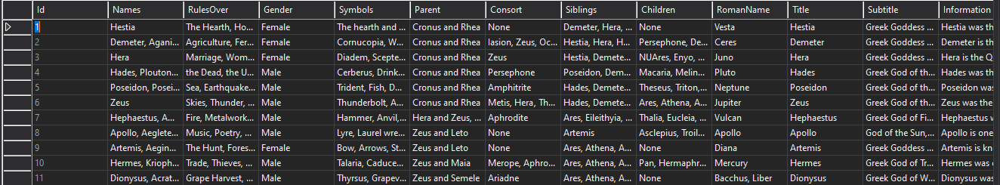 Id Names RulesOver Gender Symbols Parent Consort Siblings Children RomanName Title Subtitle Information
1 Hestia The Hearth, Ho... Female The hearth and ... Cronus and Rhea None Demeter, Hera, ... None Vesta Hestia Greek Goddess ... Hestia was th
2 Demeter, Agani... Agriculture, Fer... Female Cornucopia, W... Cronus and Rhea Iasion, Zeus, Oc... Hestia, Hera, H... Persephone, De... Ceres Demeter Greek Goddess ... Demeter is th
3 Hera Marriage, Wom... Female Diadem, Scepte... Cronus and Rhea Zeus Hestia, Demete... NUAres, Enyo, ... Juno Hera Greek Goddess ... Hera is the Q
4 Hades, Plouton... the Dead, the U... Male Cerberus, Drink... Cronus and Rhea Persephone Poseidon, Dem... Macaria, Melin... Pluto Hades Greek God of th... Hades was th
5 Poseidon, Posei... Sea, Earthquake... Male Trident, Fish, D... Cronus and Rhea Amphitrite Hades, Demete... Theseus, Triton,... Neptune Poseidon Greek God of th... Poseidon was
6 Zeus Skies, Thunder, ... Male Thunderbolt, A... Cronus and Rhea Metis, Hera, Th... Hades, Demete... Ares, Athena, A... Jupiter Zeus Greek God of th... Zeus was the
7 Hephaestus, A... Fire, Metalwork... Male Hammer, Anvil,... Hera and Zeus, ... Aphrodite Ares, Eileithyia, ... Thalia, Eucleia, ... Vulcan Hephaestus Greek God of Fi... Hephaestus w
8 Apollo, Aeglete... Music, Poetry, ... Male Lyre, Laurel wre... Zeus and Leto None Artemis Asclepius, Troil... Apollo Apollo God of the Sun,... Apollo is one
9 Artemis, Aegin... The Hunt, Fores... Female Bow, Arrows, St... Zeus and Leto None Ares, Athena, A... None Diana Artemis Greek Goddess ... Artemis is kn
10 Hermes, Krioph... Trade, Thieves, ... Male Talaria, Caduce... Zeus and Maia Merope, Aphro... Ares, Athena, A... Pan, Hermaphr... Mercury Hermes Greek God of Tr... Hermes was
11 Dionysus, Acrat... Grape Harvest, ... Male Thyrsus, Grapev... Zeus and Semele Ariadne Ares, Athena, A... None Bacchus, Liber Dionysus Greek God of W... Dionysus was